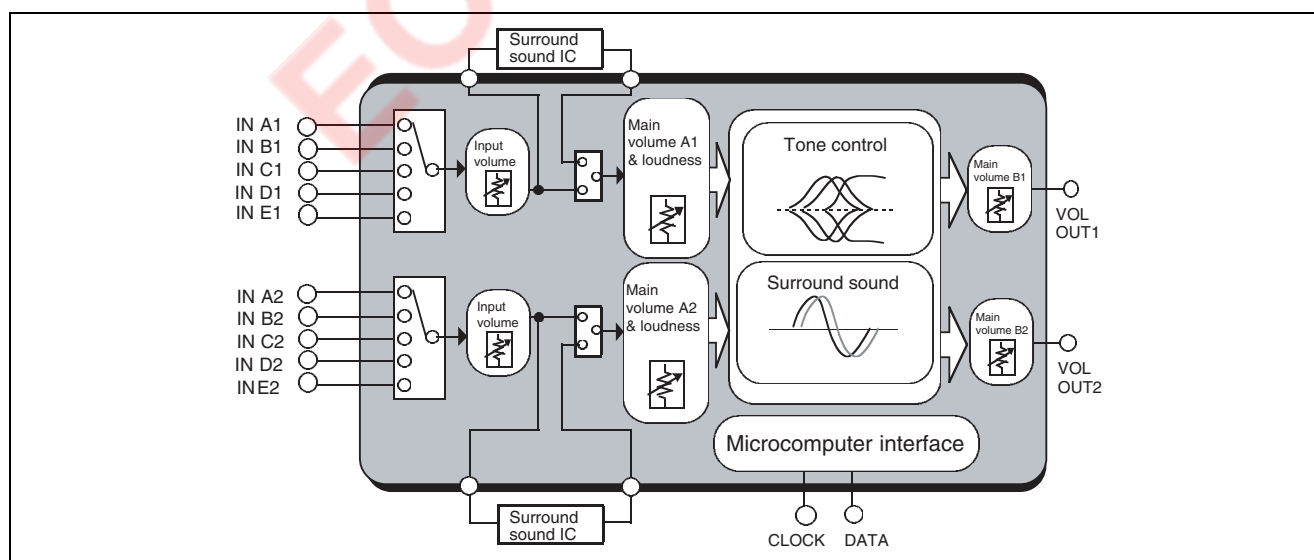 Surround
sound IC
IN A1
IN B1
IN C1
IN D1
IN E1
Input
volume
Main
volume A1
& loudness
Tone control
Main
volume B1
VOL
OUT1
IN A2
IN B2
IN C2
IN D2
IN E2
Input
volume
Main
volume A2
& loudness
Surround sound
Main
volume B2
VOL
OUT2
Microcomputer interface
Surround
sound IC
CLOCK DATA